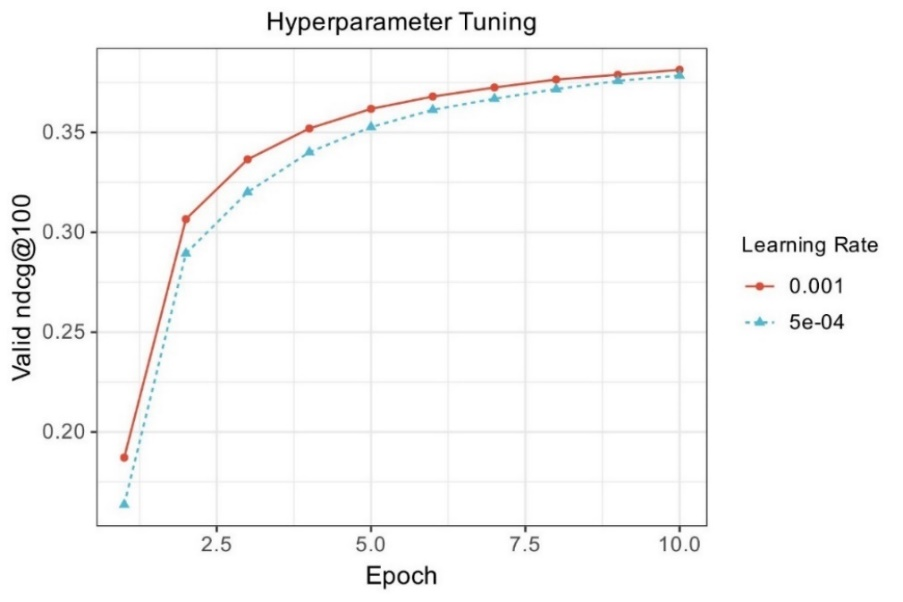 Hyperparameter Tuning
Valid ndcg@100
0.35
0.30
0.25
0.20
2.5 5.0 7.5 10.0
Epoch
Learning Rate
0.001
5e-04